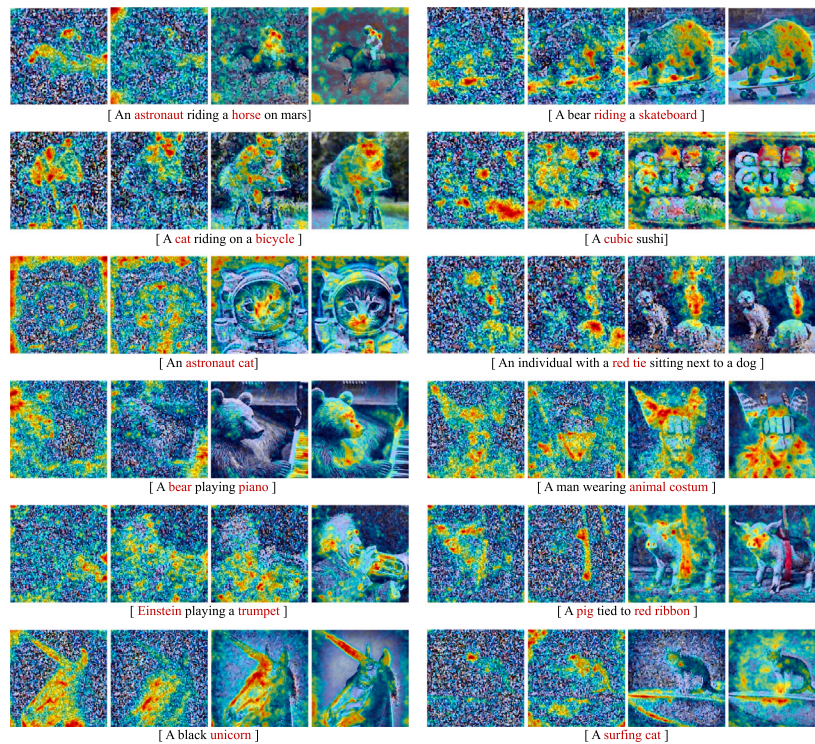 [ An astronaut riding a horse on mars]
[ A bear riding a skateboard ]
[ A cat riding on a bicycle ]
[ A cubic sushi]
[ An astronaut cat]
[ An individual with a red tie sitting next to a dog ]
[ A bear playing piano ]
[ A man wearing animal costum ]
[ Einstein playing a trumpet ]
[ A pig tied to red ribbon ]
[ A black unicorn ]
[ A surfing cat ]